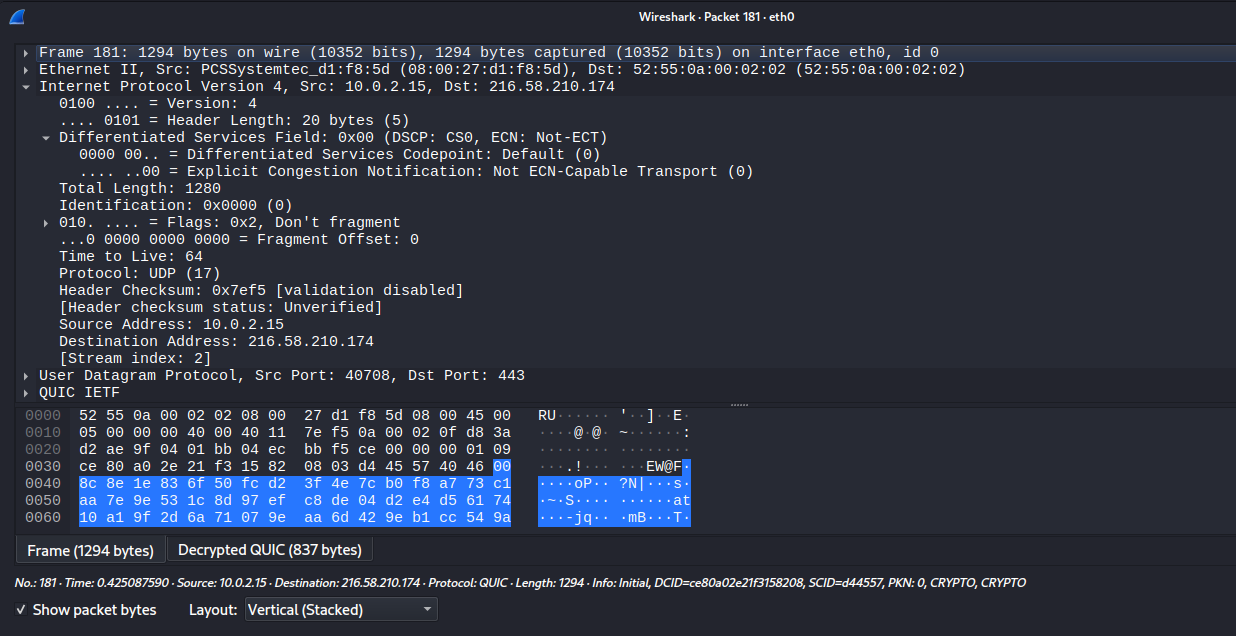 Wireshark · Packet 181 · eth0
Frame 181: 1294 bytes on wire (10352 bits), 1294 bytes captured (10352 bits) on interface eth0, id 0
Ethernet II, Src: PCSSystemtec_d1:f8:5d (08:00:27:d1:f8:5d), Dst: 52:55:0a:00:02:02 (52:55:0a:00:02:02)
Internet Protocol Version 4, Src: 10.0.2.15, Dst: 216.58.210.174
0100 .... = Version: 4
.... 0101 = Header Length: 20 bytes (5)
Differentiated Services Field: 0x00 (DSCP: CS0, ECN: Not-ECT)
0000 00.. = Differentiated Services Codepoint: Default (0)
.... ..00 = Explicit Congestion Notification: Not ECN-Capable Transport (0)
Total Length: 1280
Identification: 0x0000 (0)
010. .... = Flags: 0x2, Don't fragment
...0 0000 0000 0000 = Fragment Offset: 0
Time to Live: 64
Protocol: UDP (17)
Header Checksum: 0x7ef5 [validation disabled]
[Header checksum status: Unverified]
Source Address: 10.0.2.15
Destination Address: 216.58.210.174
[Stream index: 2]
User Datagram Protocol, Src Port: 40708, Dst Port: 443
QUIC IETF
0000 52 55 0a 00 02 02 08 00 27 d1 f8 5d 08 00 45 00 RU······ '··]··E·
0010 05 00 00 00 40 00 40 11 7e f5 0a 00 02 0f d8 3a ····@·@· ~······:
0020 d2 ae 9f 04 01 bb 04 ec bb f5 ce 00 00 00 01 09 ········ ········
0030 ce 80 a0 2e 21 f3 15 82 08 03 d4 45 57 40 46 00 ···.!··· ···EW@F·
0040 8c 8e 1e 83 6f 50 fc d2 3f 4e 7c b0 f8 a7 73 c1 ····oP·· ?N|···s·
0050 aa 7e 9e 53 1c 8d 97 ef c8 de 04 d2 e4 d5 61 74 ·~·S···· ······at
0060 10 a1 9f 2d 6a 71 07 9e aa 6d 42 9e b1 cc 54 9a ···-jq·· ·mB···T·
Frame (1294 bytes) Decrypted QUIC (837 bytes)
No.: 181 · Time: 0.425087590 · Source: 10.0.2.15 · Destination: 216.58.210.174 · Protocol: QUIC · Length: 1294 · Info: Initial, DCID=ce80a02e21f3158208, SCID=d44557, PKN: 0, CRYPTO, CRYPTO
Show packet bytes Layout: Vertical (Stacked)